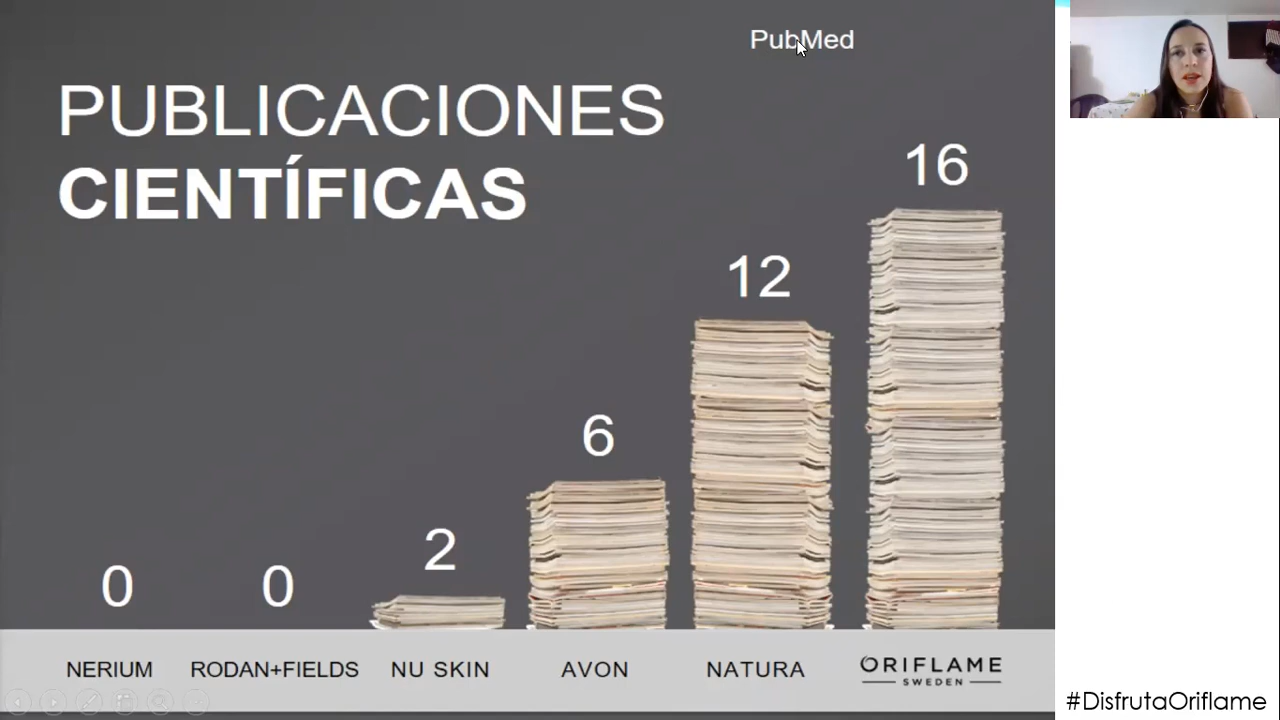 PubMed
PUBLICACIONES
CIENTÍFICAS
16
12
6
2
0
0
NERIUM
RODAN+FIELDS
NU SKIN
AVON
NATURA
ORIFLAME
SWEDEN
#DisfrutaOriflame